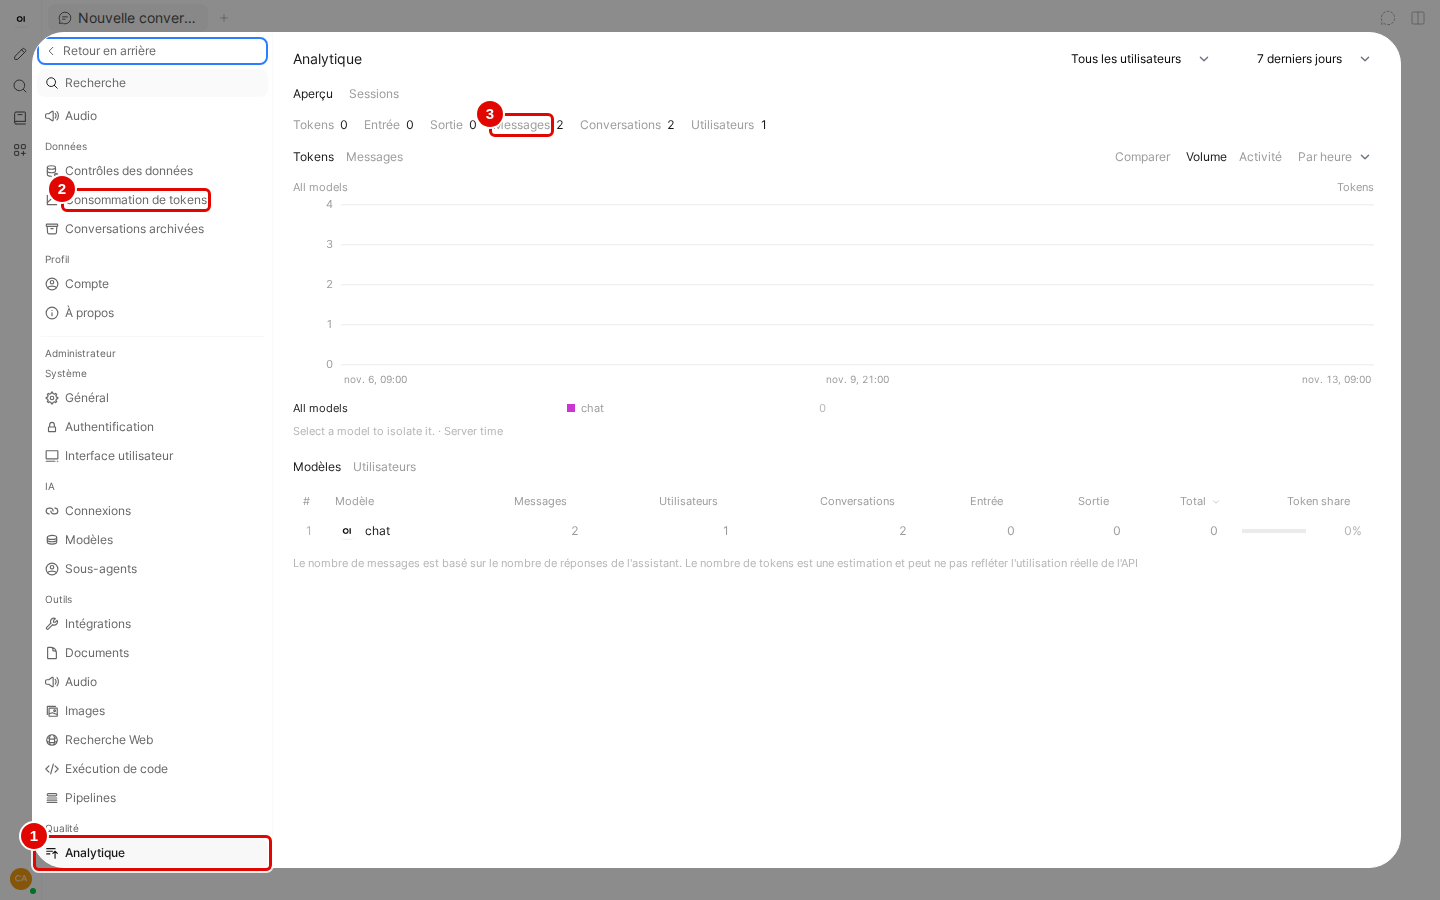 OI
Nouvelle conver...
Retour en arrière
Recherche
Audio
Données
Contrôles des données
2
Consommation de tokens
Conversations archivées
Profil
Compte
À propos
Administrateur
Système
Général
Authentification
Interface utilisateur
IA
Connexions
Modèles
Sous-agents
Outils
Intégrations
Documents
Audio
Images
Recherche Web
Exécution de code
Pipelines
Qualité
1
Analytique
CA
Analytique
Tous les utilisateurs
7 derniers jours
Aperçu Sessions
3
Tokens 0 Entrée 0 Sortie 0 Messages 2 Conversations 2 Utilisateurs 1
Tokens Messages
Comparer Volume Activité Par heure
All models Tokens
4
3
2
1
0
nov. 6, 09:00 nov. 9, 21:00 nov. 13, 09:00
All models chat 0
Select a model to isolate it. · Server time
Modèles Utilisateurs
# Modèle Messages Utilisateurs Conversations Entrée Sortie Total Token share
1 OI chat 2 1 2 0 0 0 0%
Le nombre de messages est basé sur le nombre de réponses de l'assistant. Le nombre de tokens est une estimation et peut ne pas refléter l'utilisation réelle de l'API